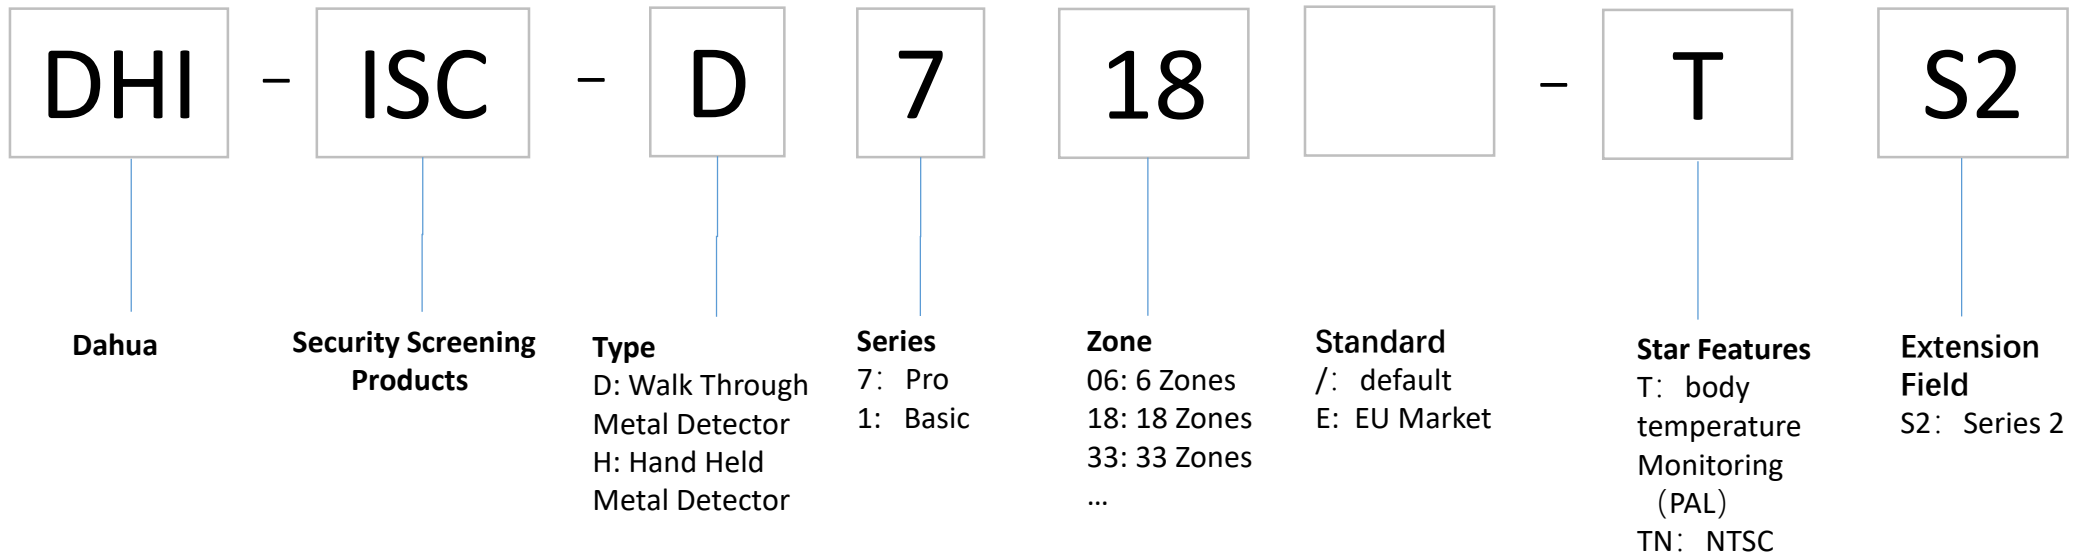 DHI - ISC - D 7 18 - T S2
Dahua
Security Screening
Products
Type
D: Walk Through
Metal Detector
H: Hand Held
Metal Detector
Series
7： Pro
1: Basic
Zone
06: 6 Zones
18: 18 Zones
33: 33 Zones
...
Standard
/： default
E: EU Market
Star Features
T： body
temperature
Monitoring
（PAL）
TN： NTSC
Extension
Field
S2： Series 2